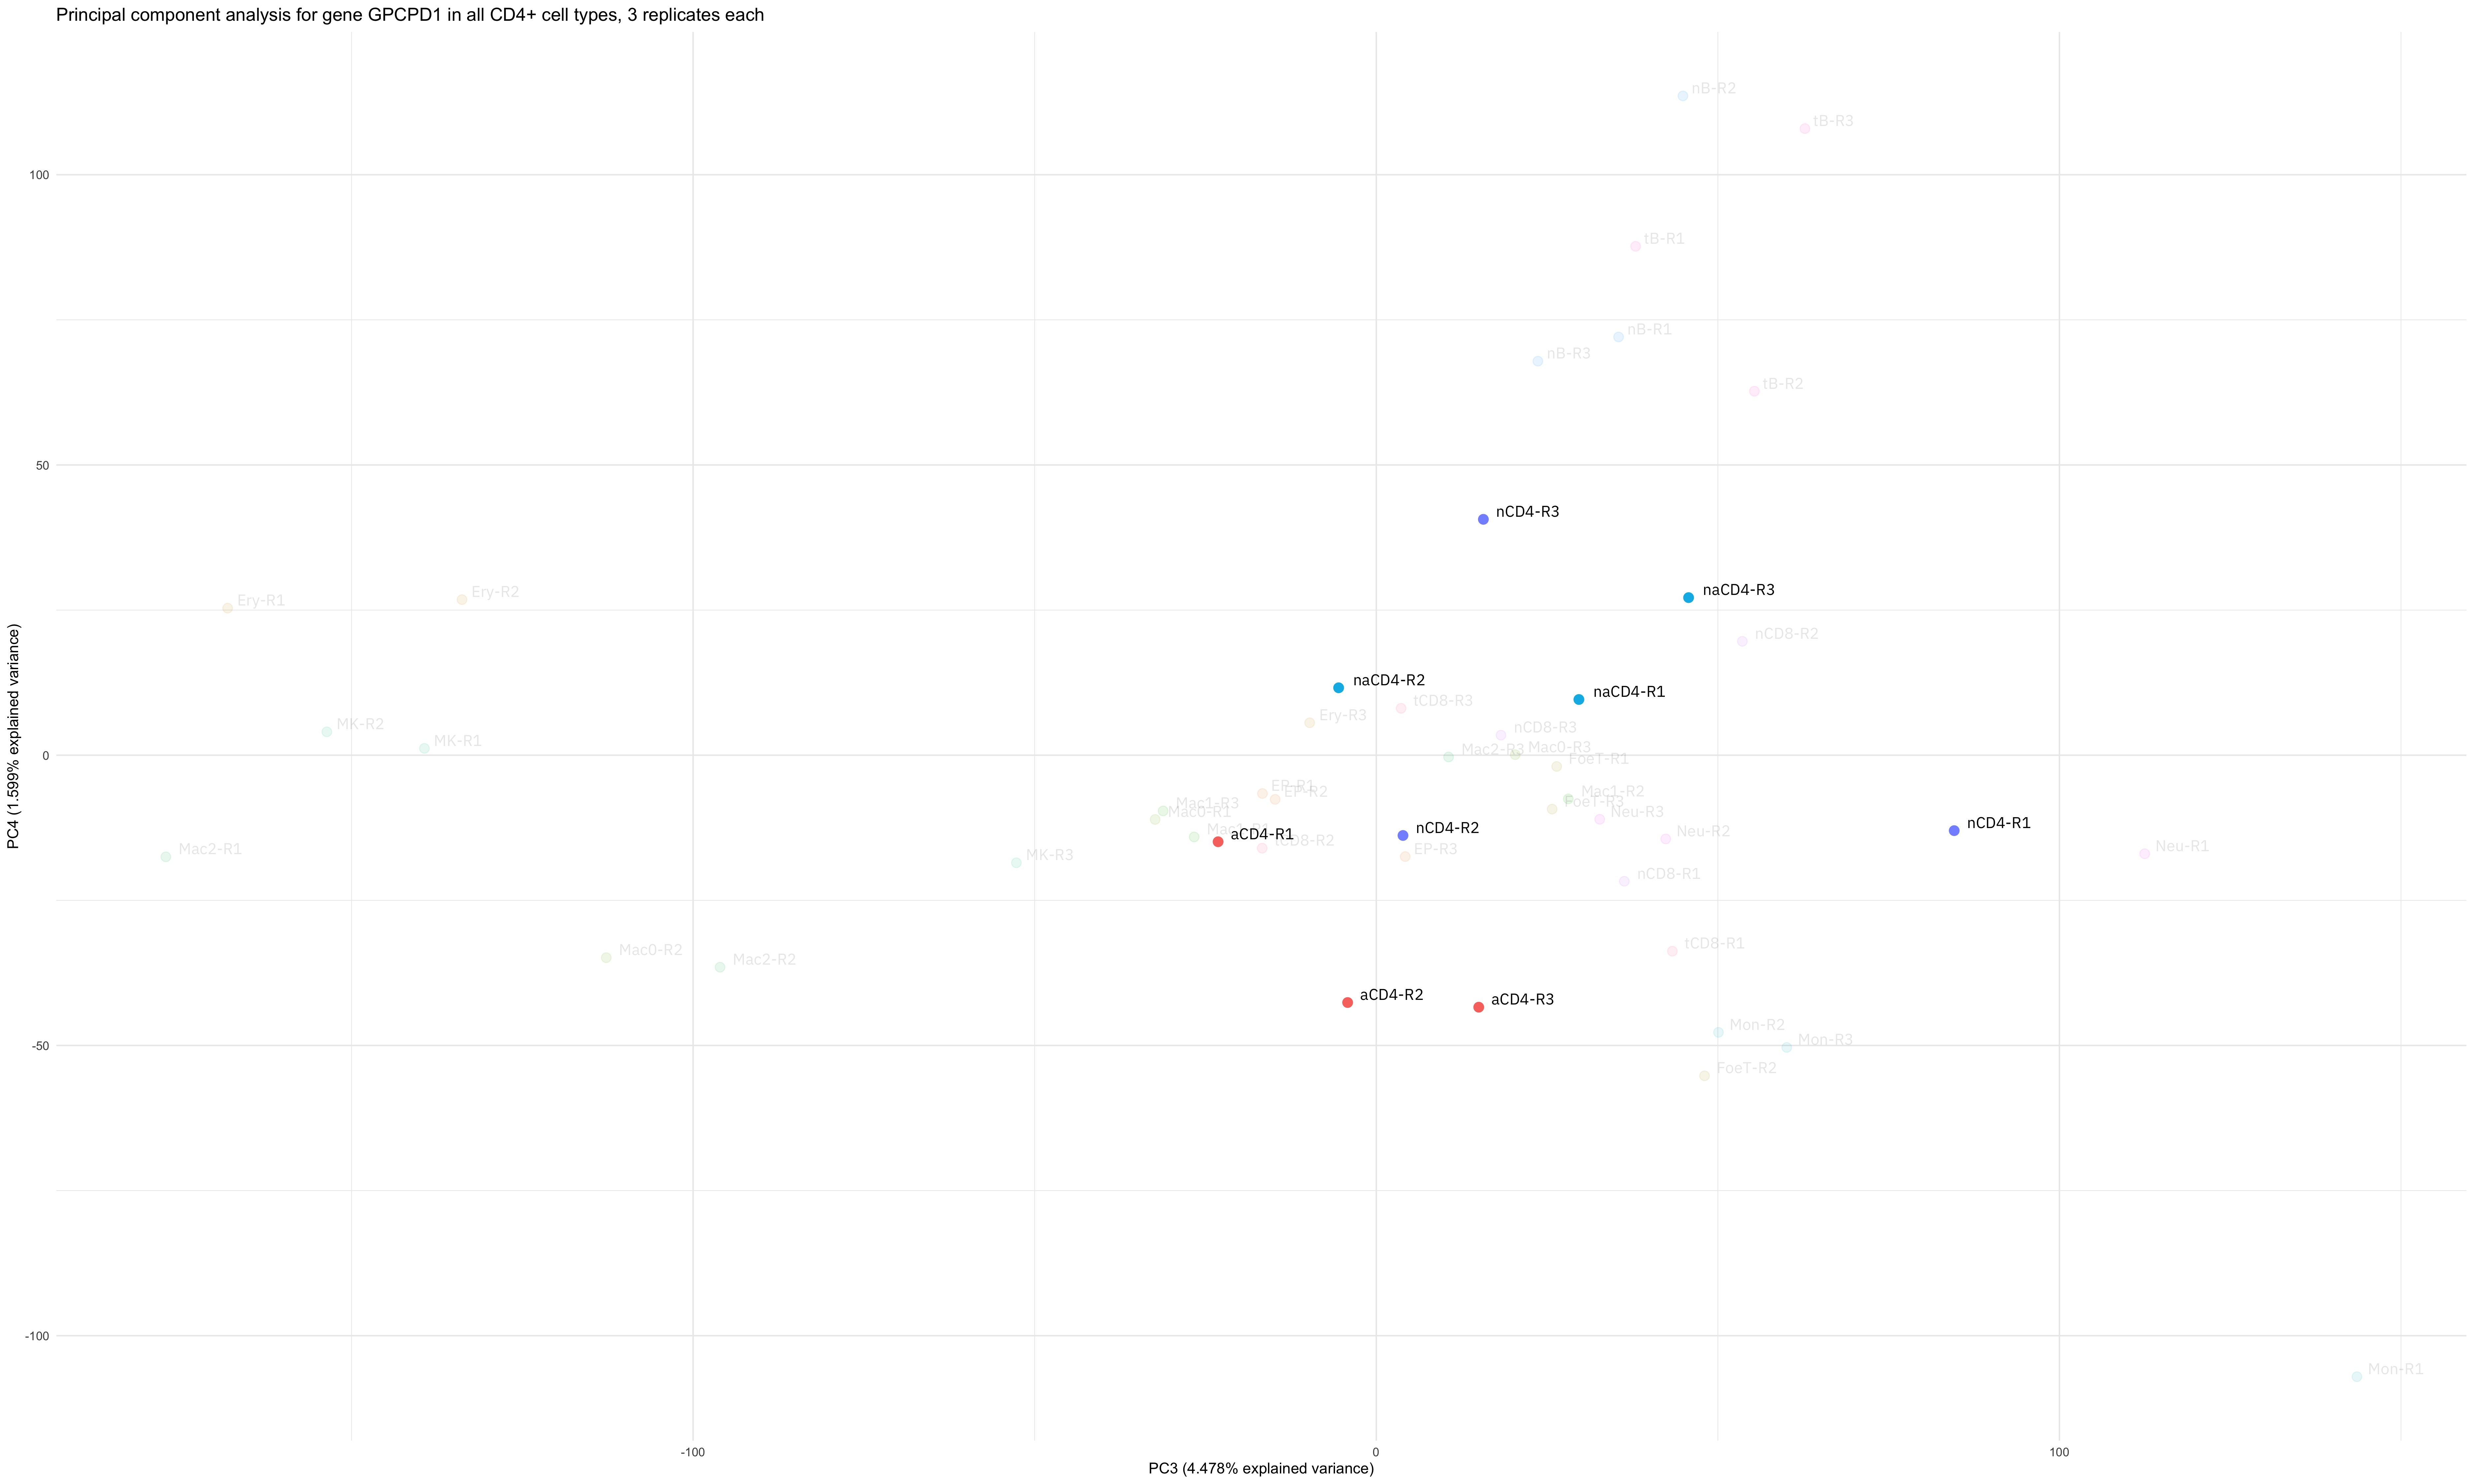 Principal component analysis for gene GPCPD1 in all CD4+ cell types, 3 replicates each
nB-R2
tB-R3
100
tB-R1
nB-R1
nB-R3
tB-R2
50
nCD4-R3
naCD4-R3
Ery-R2
Ery-R1
nCD8-R2
naCD4-R2
naCD4-R1
tCD8-R3
Ery-R3
MK-R2
nCD8-R3
MK-R1
Mac2-R3
Mac0-R3
0
FoeT-R1
EP-R1
EP-R2
Mac1-R2
Mac1-R3
FoeT-R3
Mac0-R1
Neu-R3
Mac1-R1
aCD4-R1
nCD4-R2
nCD4-R1
Neu-R2
tCD8-R2
Mac2-R1
EP-R3
Neu-R1
MK-R3
nCD8-R1
Mac0-R2
Mac2-R2
tCD8-R1
aCD4-R2
aCD4-R3
-50
Mon-R2
Mon-R3
FoeT-R2
-100
Mon-R1
-100
0
100
PC3 (4.478% explained variance)
PC4 (1.599% explained variance)